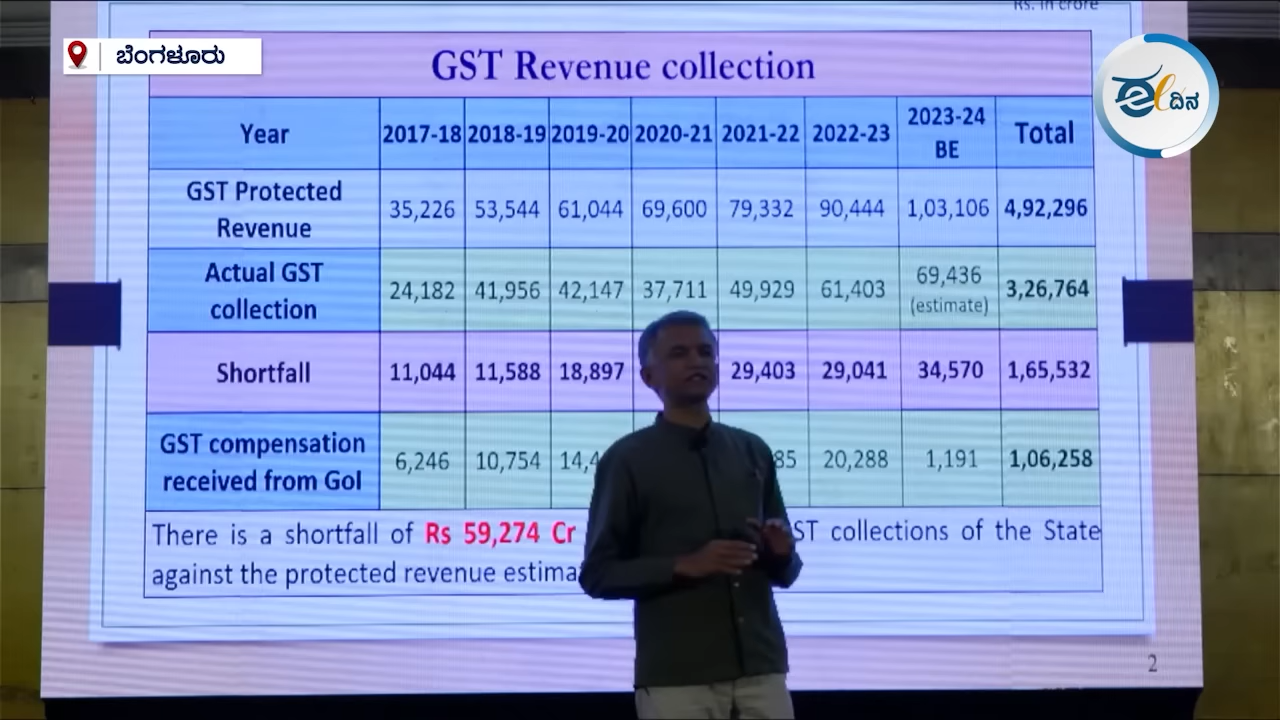 Rs. in crore
ಬೆಂಗಳೂರು
ದಿನ
GST Revenue collection
Year 2017-18 2018-19 2019-20 2020-21 2021-22 2022-23 2023-24 BE Total
GST Protected Revenue 35,226 53,544 61,044 69,600 79,332 90,444 1,03,106 4,92,296
Actual GST collection 24,182 41,956 42,147 37,711 49,929 61,403 69,436 (estimate) 3,26,764
Shortfall 11,044 11,588 18,897 29,403 29,041 34,570 1,65,532
GST compensation received from GoI 6,246 10,754 14,4 85 20,288 1,191 1,06,258
There is a shortfall of Rs 59,274 Cr ST collections of the State
against the protected revenue estima
2